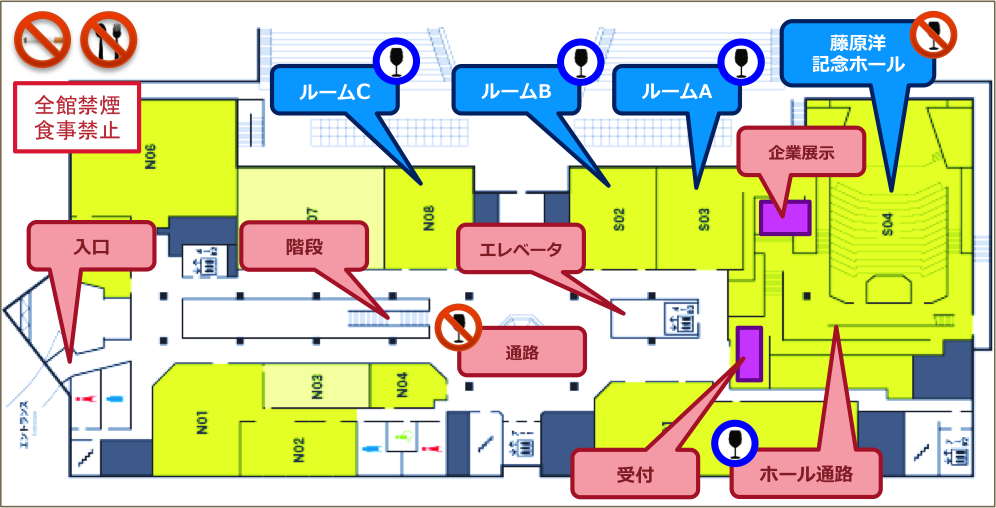 藤原洋
記念ホール
ルームC
ルームB
ルームA
全館禁煙
食事禁止
企業展示
N06
07
N08
S02
S03
S04
入口
階段
エレベータ
通路
N03
N04
N01
N02
エントランス
受付
ホール通路